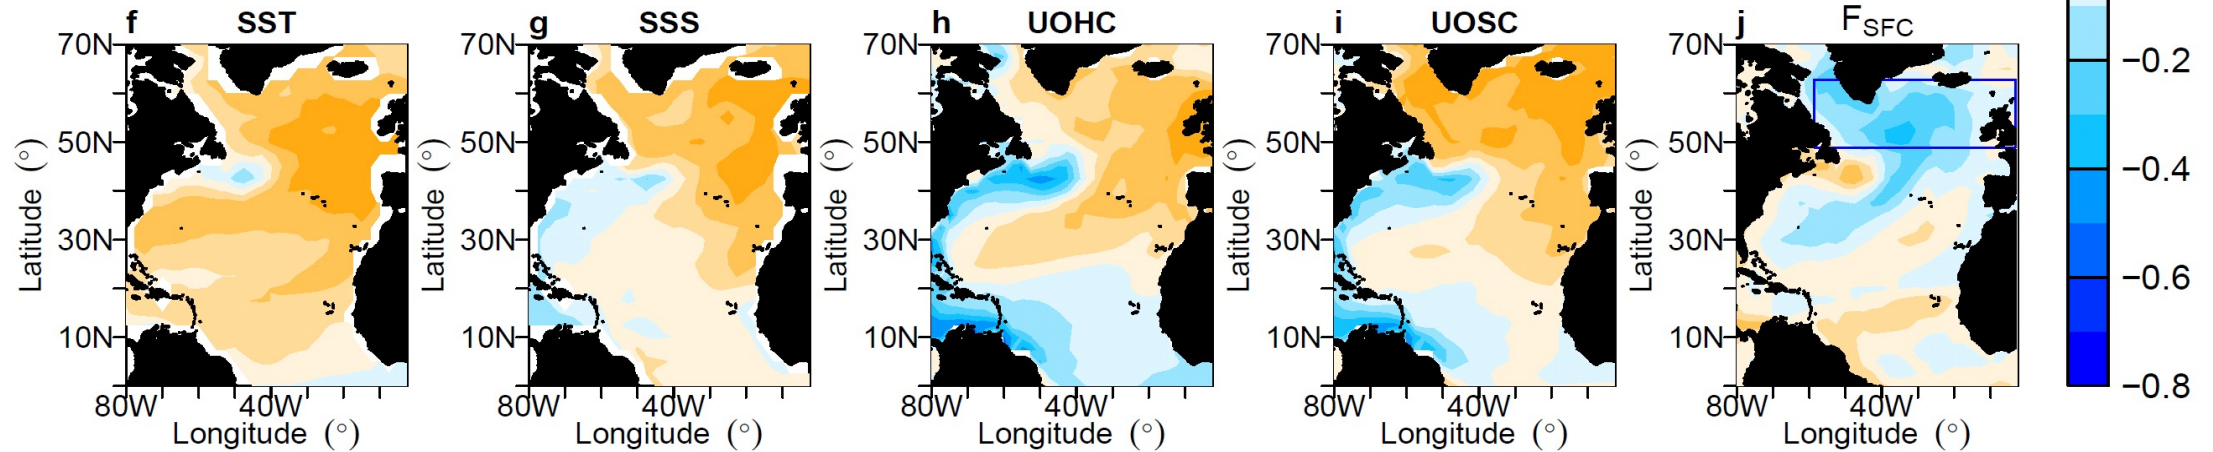 f SST
g SSS
h UOHC
i UOSC
j FSFC
70N 70N 70N 70N 70N
−0.2
50N 50N 50N 50N 50N
−0.4
30N 30N 30N 30N 30N
−0.6
10N 10N 10N 10N 10N
−0.8
Latitude (°) Latitude (°) Latitude (°) Latitude (°) Latitude (°)
80W 40W 80W 40W 80W 40W 80W 40W 80W 40W
Longitude (°) Longitude (°) Longitude (°) Longitude (°) Longitude (°)